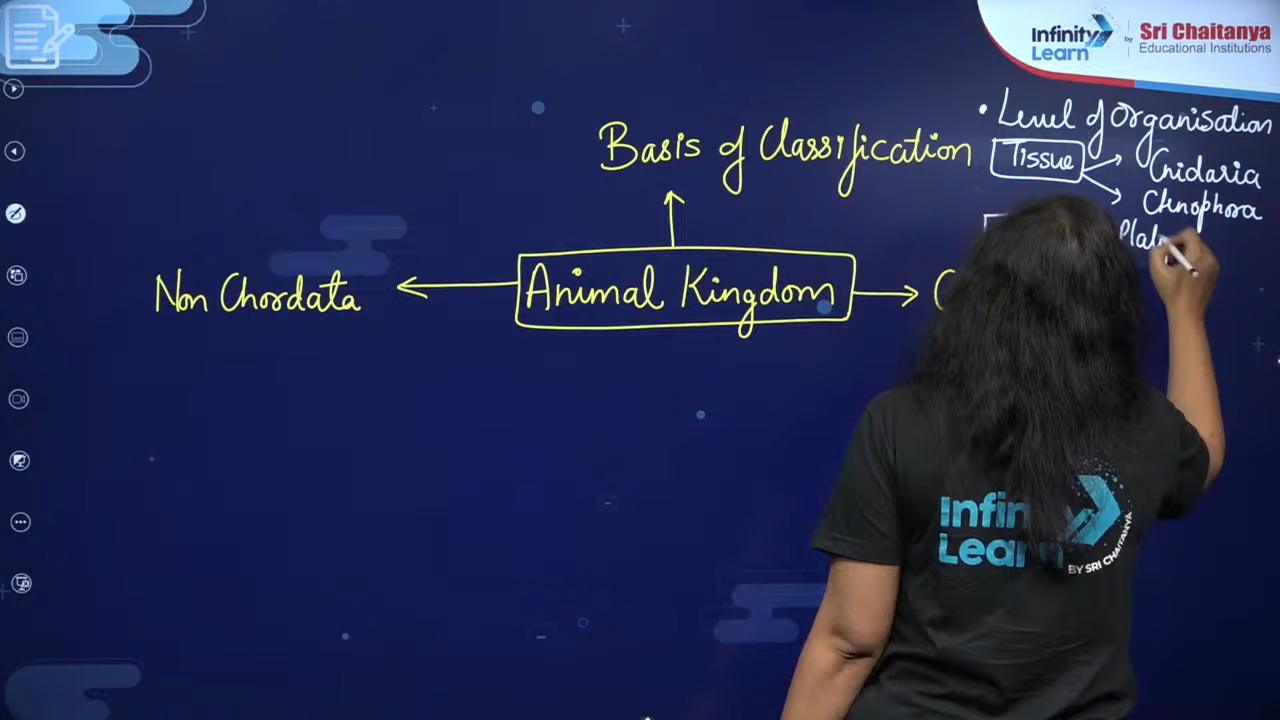 Infinity Learn by Sri Chaitanya Educational Institutions
• Level of Organisation
Basis of Classification
Tissue
Cnidaria
Ctenophora
Non Chordata
Animal Kingdom
Infin
Learn
BY SRI CHAITANYA